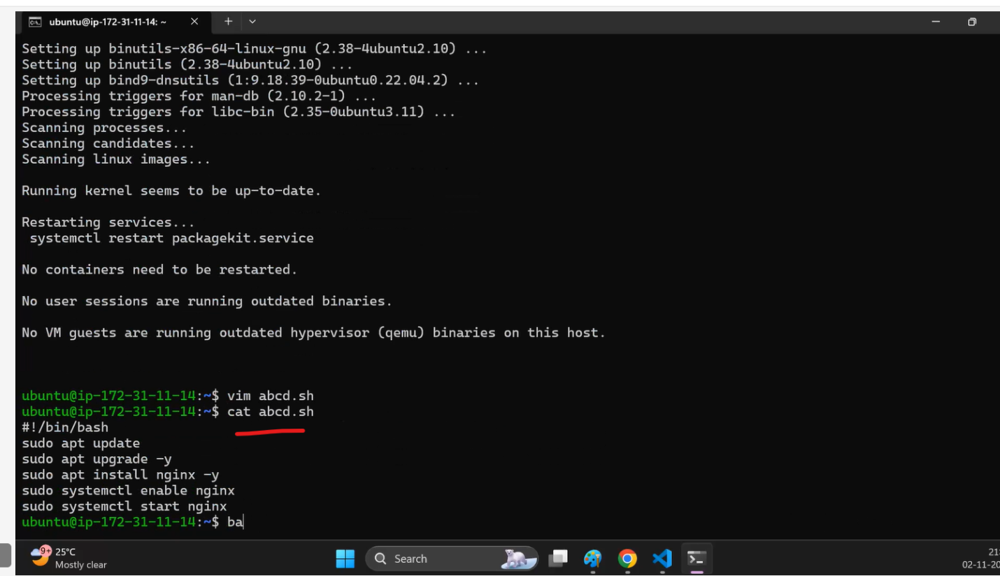 ubuntu@ip-172-31-11-14: ~
Setting up binutils-x86-64-linux-gnu (2.38-4ubuntu2.10) ...
Setting up binutils (2.38-4ubuntu2.10) ...
Setting up bind9-dnsutils (1:9.18.39-0ubuntu0.22.04.2) ...
Processing triggers for man-db (2.10.2-1) ...
Processing triggers for libc-bin (2.35-0ubuntu3.11) ...
Scanning processes...
Scanning candidates...
Scanning linux images...
Running kernel seems to be up-to-date.
Restarting services...
systemctl restart packagekit.service
No containers need to be restarted.
No user sessions are running outdated binaries.
No VM guests are running outdated hypervisor (qemu) binaries on this host.
ubuntu@ip-172-31-11-14:~$ vim abcd.sh
ubuntu@ip-172-31-11-14:~$ cat abcd.sh
#!/bin/bash
sudo apt update
sudo apt upgrade -y
sudo apt install nginx -y
sudo systemctl enable nginx
sudo systemctl start nginx
ubuntu@ip-172-31-11-14:~$ ba
9+
25°C
Mostly clear
Search